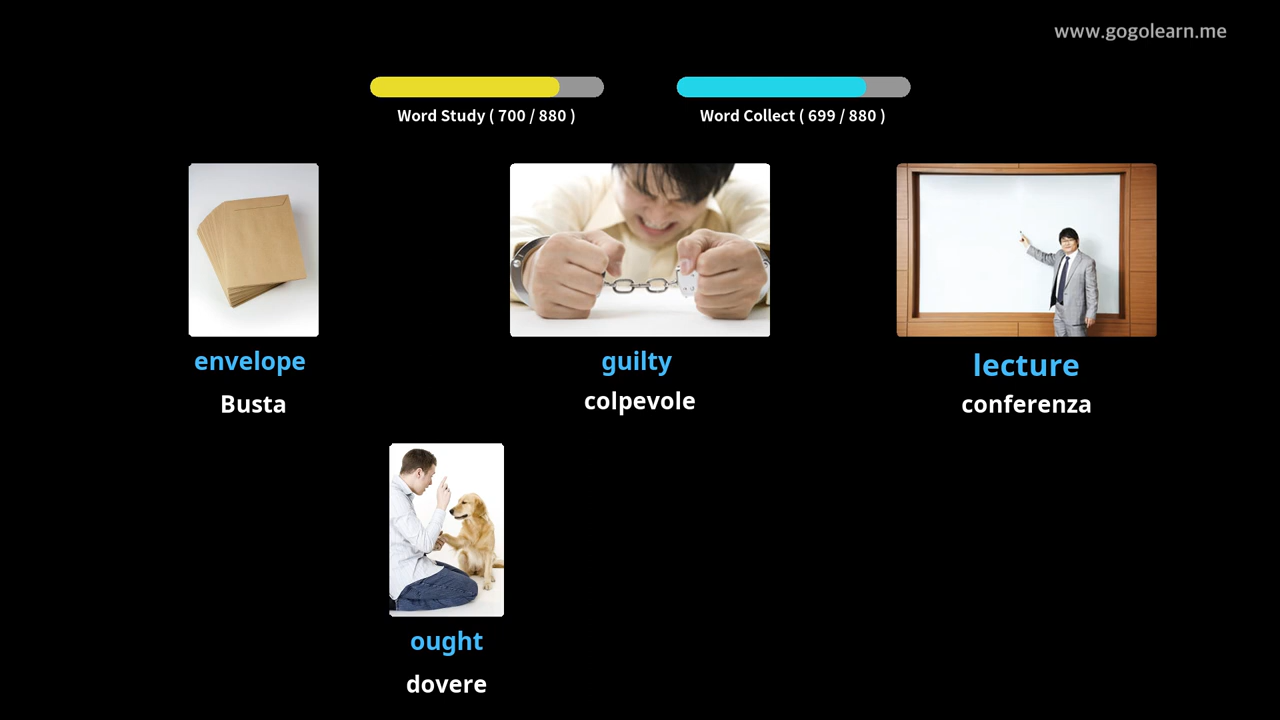 www.gogolearn.me
Word Study ( 700 / 880 )
Word Collect ( 699 / 880 )
envelope
guilty
lecture
Busta
colpevole
conferenza
ought
dovere